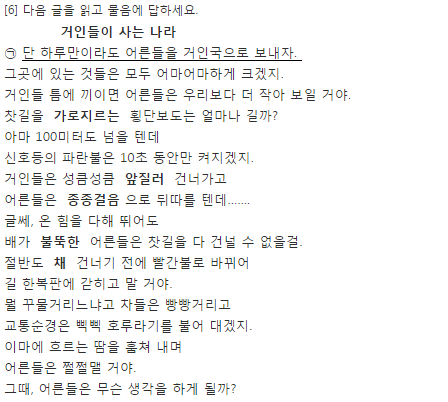 [6] 다음 글을 읽고 물음에 답하세요.
거인들이 사는 나라
㉠ 단 하루만이라도 어른들을 거인국으로 보내자.
그곳에 있는 것들은 모두 어마어마하게 크겠지.
거인들 틈에 끼이면 어른들은 우리보다 더 작아 보일 거야.
찻길을 가로지르는 횡단보도는 얼마나 길까?
아마 100미터도 넘을 텐데
신호등의 파란불은 10초 동안만 켜지겠지.
거인들은 성큼성큼 앞질러 건너가고
어른들은 종종걸음 으로 뒤따를 텐데.......
글쎄, 온 힘을 다해 뛰어도
배가 불뚝한 어른들은 찻길을 다 건널 수 없을걸.
절반도 채 건너기 전에 빨간불로 바뀌어
길 한복판에 갇히고 말 거야.
뭘 꾸물거리느냐고 차들은 빵빵거리고
교통순경은 삑삑 호루라기를 불어 대겠지.
이마에 흐르는 땀을 훔쳐 내며
어른들은 쩔쩔맬 거야.
그때, 어른들은 무슨 생각을 하게 될까?